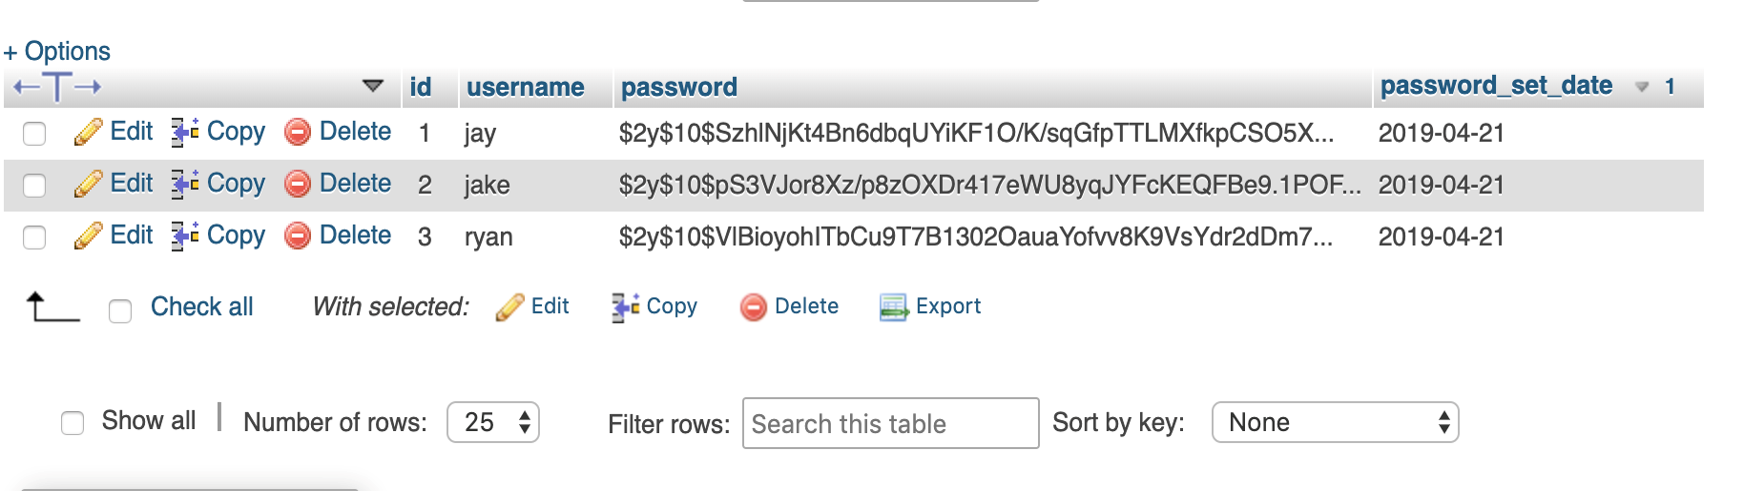 + Options
←T→ id username password password_set_date 1
Edit Copy Delete 1 jay $2y$10$SzhlNjKt4Bn6dbqUYiKF1O/K/sqGfpTTLMXfkpCSO5X... 2019-04-21
Edit Copy Delete 2 jake $2y$10$pS3VJor8Xz/p8zOXDr417eWU8yqJYFcKEQFBe9.1POF... 2019-04-21
Edit Copy Delete 3 ryan $2y$10$VlBioyohITbCu9T7B1302OauaYofvv8K9VsYdr2dDm7... 2019-04-21
Check all With selected: Edit Copy Delete Export
Show all | Number of rows: 25 Filter rows: Search this table Sort by key: None